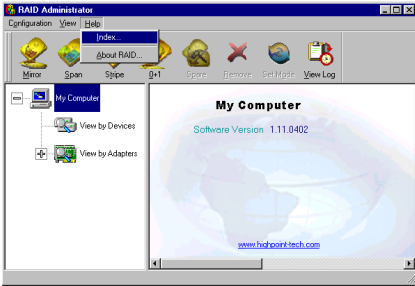 RAID Administrator
Configuration View Help
Index...
About RAID...
Mirror Span Stripe 0+1 Spare Remove Set Mode View Log
My Computer
View by Devices
View by Adapters
My Computer
Software Version 1.11.0402
www.highpoint-tech.com